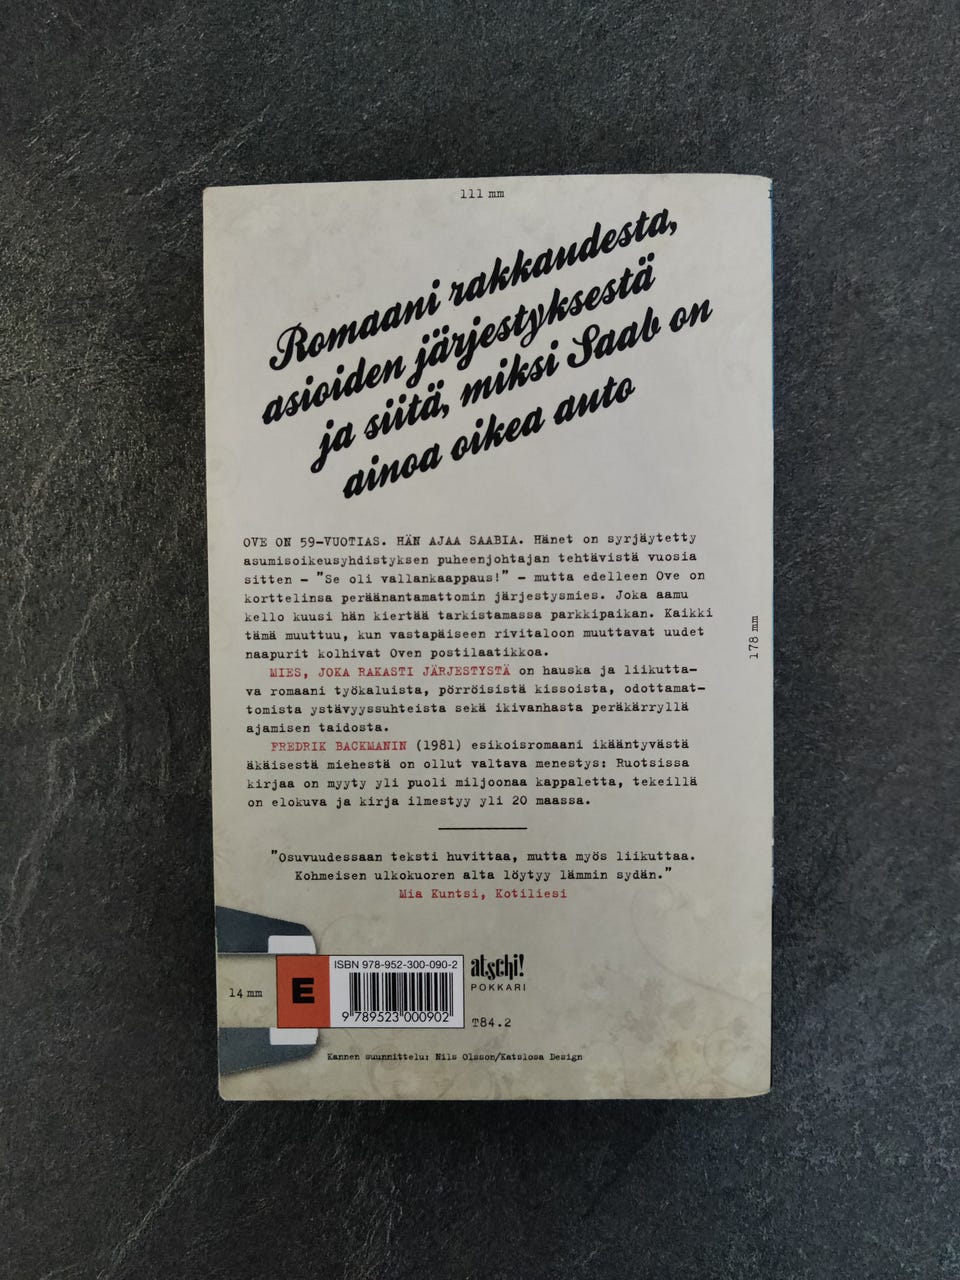 111 mm
Romaani rakkaudesta,
asioiden järjestyksestä
ja siitä, miksi Saab on
ainoa oikea auto
OVE ON 59-VUOTIAS. HÄN AJAA SAABIA. Hänet on syrjäytetty
asumisoikeusyhdistyksen puheenjohtajan tehtävistä vuosia
sitten – "Se oli vallankaappaus!" – mutta edelleen Ove on
korttelinsa peräänantamattomin järjestysmies. Joka aamu
kello kuusi hän kiertää tarkistamassa parkkipaikan. Kaikki
tämä muuttuu, kun vastapäiseen rivitaloon muuttavat uudet
naapurit kolhivat Oven postilaatikkoa.
MIES, JOKA RAKASTI JÄRJESTYSTÄ on hauska ja liikutta-
va romaani työkaluista, pörröisistä kissoista, odottamat-
tomista ystävyyssuhteista sekä ikivanhasta peräkärryllä
ajamisen taidosta.
FREDRIK BACKMANIN (1981) esikoisromaani ikääntyvästä
äkäisestä miehestä on ollut valtava menestys: Ruotsissa
kirjaa on myyty yli puoli miljoonaa kappaletta, tekeillä
on elokuva ja kirja ilmestyy yli 20 maassa.
178 mm
"Osuvuudessaan teksti huvittaa, mutta myös liikuttaa.
Kohmeisen ulkokuoren alta löytyy lämmin sydän."
Mia Kuntsi, Kotiliesi
14 mm
E
ISBN 978-952-300-090-2
9 789523 000902
atschi!
POKKARI
T84.2
Kannen suunnittelu: Nils Olsson/Katslosa Design